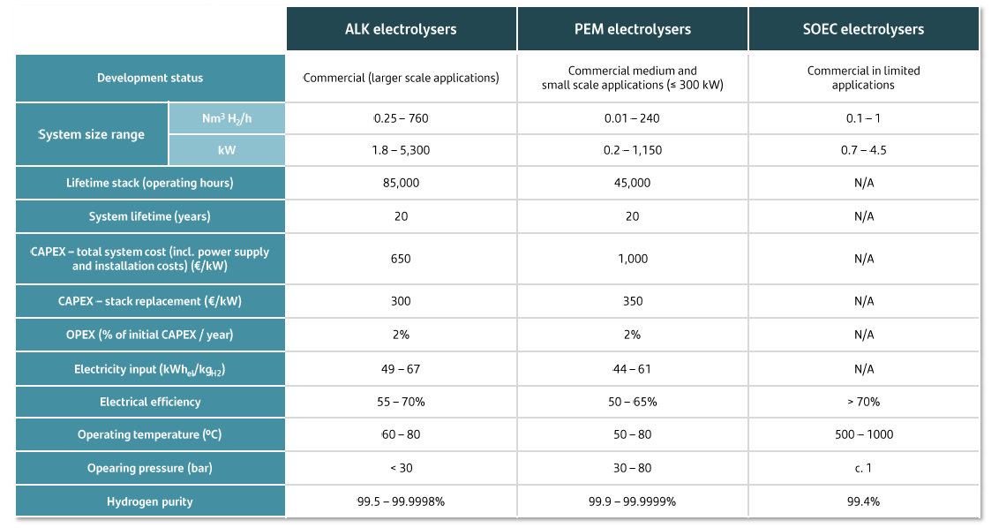 ALK electrolysers PEM electrolysers SOEC electrolysers
Development status Commercial (larger scale applications) Commercial medium and
small scale applications (≤ 300 kW) Commercial in limited
applications
System size range Nm³ H₂/h 0.25 – 760 0.01 – 240 0.1 – 1
kW 1.8 – 5,300 0.2 – 1,150 0.7 – 4.5
Lifetime stack (operating hours) 85,000 45,000 N/A
System lifetime (years) 20 20 N/A
CAPEX – total system cost (incl. power supply
and installation costs) (€/kW) 650 1,000 N/A
CAPEX – stack replacement (€/kW) 300 350 N/A
OPEX (% of initial CAPEX / year) 2% 2% N/A
Electricity input (kWhel/kgH2) 49 – 67 44 – 61 N/A
Electrical efficiency 55 – 70% 50 – 65% > 70%
Operating temperature (ºC) 60 – 80 50 – 80 500 – 1000
Opearing pressure (bar) < 30 30 – 80 c. 1
Hydrogen purity 99.5 – 99.9998% 99.9 – 99.9999% 99.4%